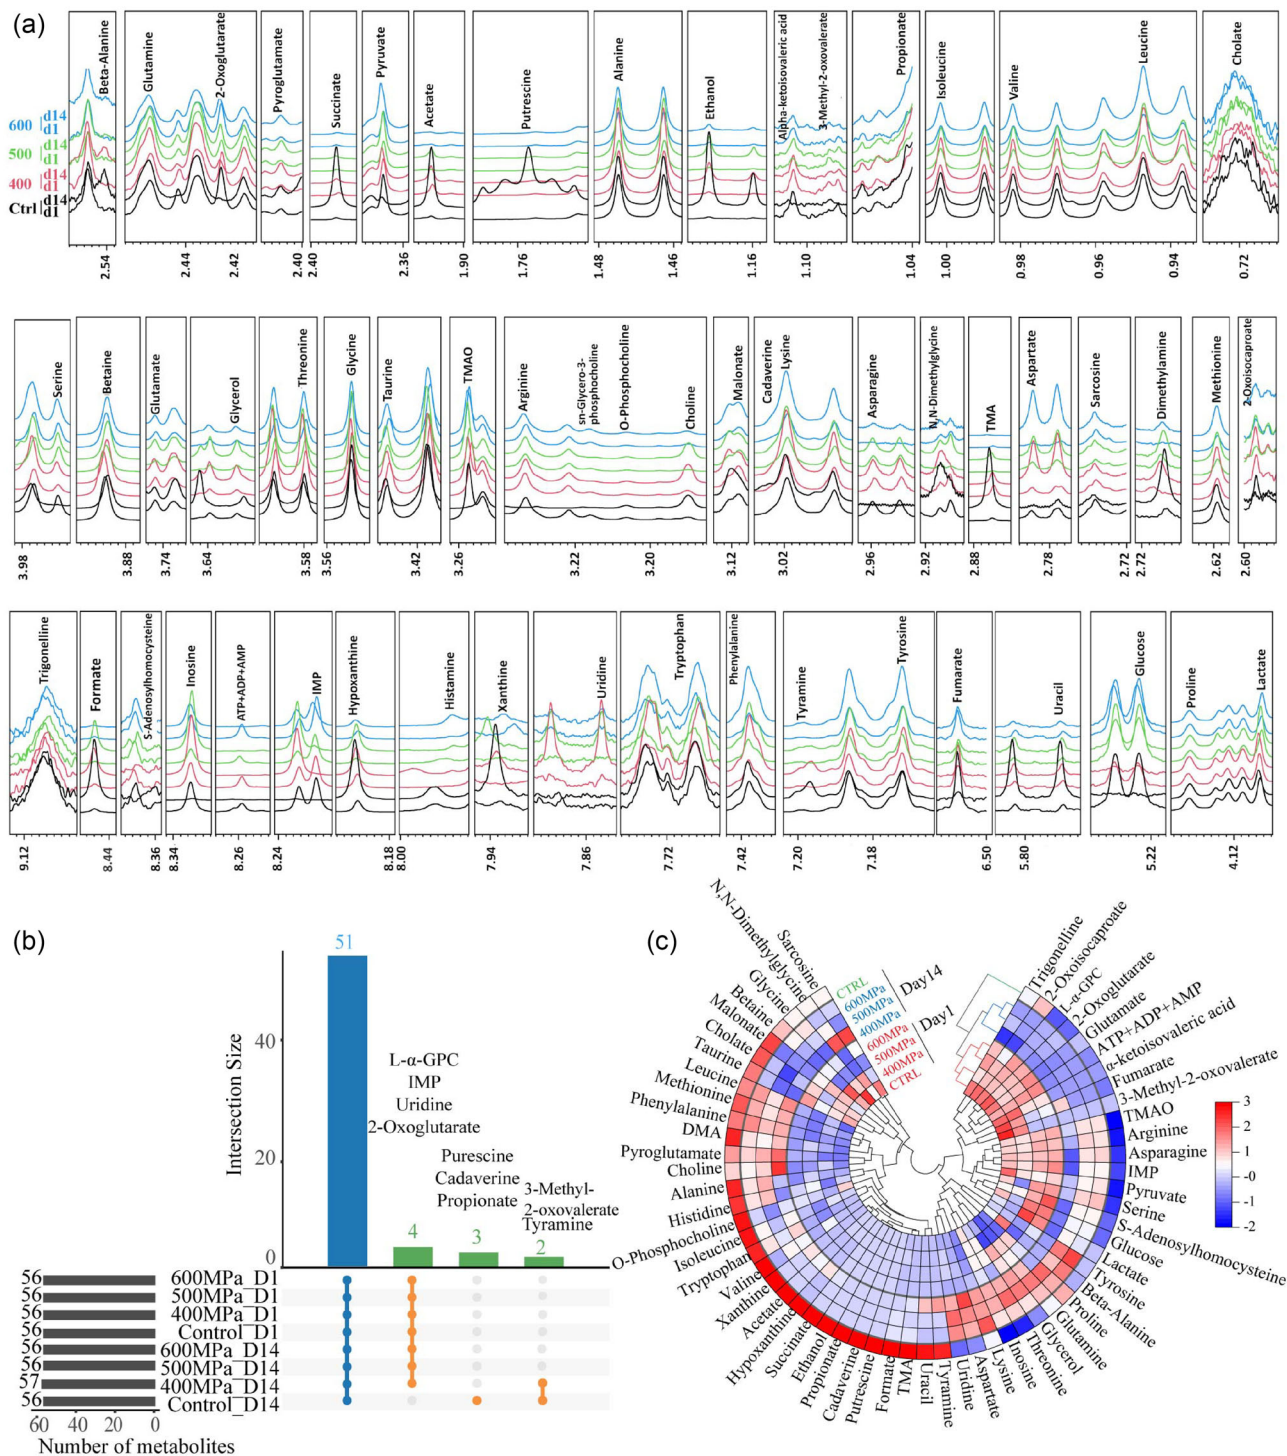 (a)
Beta-Alanine
Glutamine
2-Oxoglutarate
Pyroglutamate
Succinate
Pyruvate
Acetate
Putrescine
Alanine
Ethanol
Alpha-ketoisovaleric acid
3-Methyl-2-oxovalerate
Propionate
Isoleucine
Valine
Leucine
Cholate
600 d14
d1
500 d14
d1
400 d14
d1
Ctrl d14
d1
2.54
2.44
2.42
2.40
2.40
2.36
1.90
1.76
1.48
1.46
1.16
1.10
1.04
1.00
0.98
0.96
0.94
0.72
Serine
Betaine
Glutamate
Glycerol
Threonine
Glycine
Taurine
TMAO
Arginine
sn-Glycero-3-
phosphocholine
O-Phosphocholine
Choline
Malonate
Cadaverine
Lysine
Asparagine
N,N-Dimethylglycine
TMA
Aspartate
Sarcosine
Dimethylamine
Methionine
2-Oxoisocaproate
3.98
3.88
3.74
3.64
3.58
3.56
3.42
3.26
3.22
3.20
3.12
3.02
2.96
2.92
2.88
2.78
2.72
2.72
2.62
2.60
Trigonelline
Formate
S-Adenosylhomocysteine
Inosine
ATP+ADP+AMP
IMP
Hypoxanthine
Histamine
Xanthine
Uridine
Tryptophan
Phenylalanine
Tyramine
Tyrosine
Fumarate
Uracil
Glucose
Proline
Lactate
9.12
8.44
8.36
8.34
8.26
8.24
8.18
8.00
7.94
7.86
7.72
7.42
7.20
7.18
6.50
5.80
5.22
4.12
(b)
51
Intersection Size
40
20
0
L-α-GPC
IMP
Uridine
2-Oxoglutarate
Purescine
Cadaverine
Propionate
3-Methyl-
2-oxovalerate
Tyramine
4
3
2
56 600MPa_D1
56 500MPa_D1
56 400MPa_D1
56 Control_D1
56 600MPa_D14
56 500MPa_D14
57 400MPa_D14
56 Control_D14
60 40 20 0
Number of metabolites
(c)
N,N-Dimethylglycine
Sarcosine
Glycine
Betaine
Malonate
Cholate
Taurine
Leucine
Methionine
Phenylalanine
DMA
Pyroglutamate
Choline
Alanine
Histidine
O-Phosphocholine
Isoleucine
Tryptophan
Valine
Xanthine
Acetate
Hypoxanthine
Succinate
Ethanol
Propionate
Cadaverine
Putrescine
Formate
TMA
Uracil
Tyramine
Uridine
Aspartate
Lysine
Inosine
Threonine
Glycerol
Glutamine
Proline
Beta-Alanine
Tyrosine
Lactate
Glucose
S-Adenosylhomocysteine
Serine
Pyruvate
IMP
Asparagine
Arginine
TMAO
3-Methyl-2-oxovalerate
Fumarate
α-ketoisovaleric acid
ATP+ADP+AMP
Glutamate
2-Oxoglutarate
L-α-GPC
2-Oxoisocaproate
Trigonelline
CTRL
600MPa
500MPa
400MPa
Day14
600MPa
500MPa
400MPa
CTRL
Day1
3
2
1
-0
-1
-2